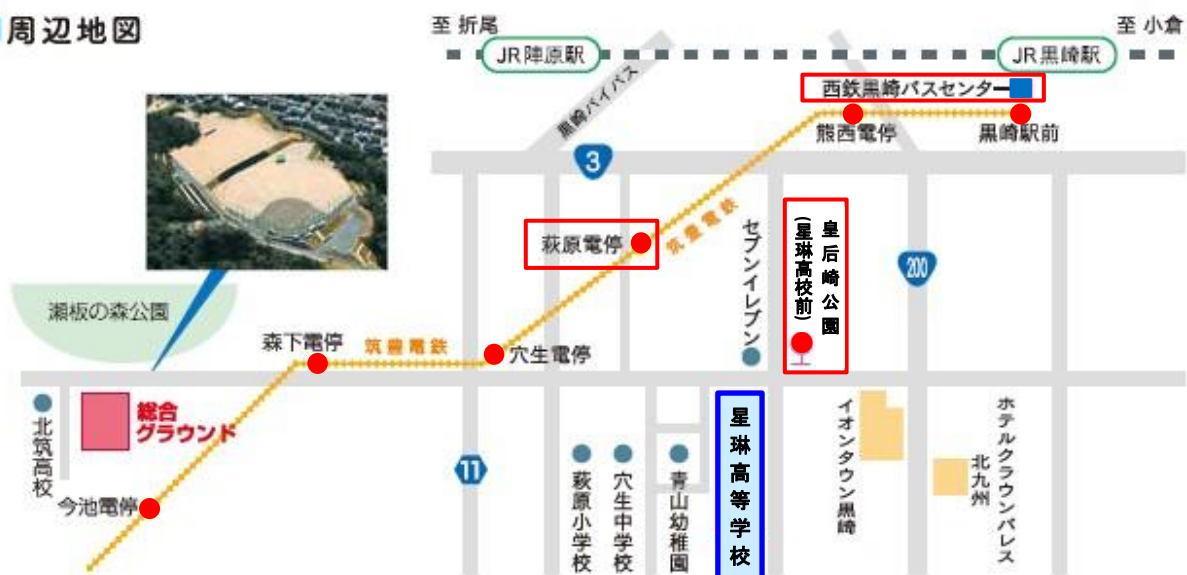 周辺地図
至 折尾
至 小倉
JR陣原駅
JR黒崎駅
西鉄黒崎バスセンター
黒崎バイパス
熊西電停
黒崎駅前
3
萩原電停
筑豊電鉄
セブンイレブン
皇后崎公園
(星琳高校前)
200
瀬板の森公園
森下電停
筑豊電鉄
穴生電停
北筑高校
総合
グラウンド
今池電停
11
萩原小学校
穴生中学校
青山幼稚園
星琳高等学校
イオンタウン黒崎
ホテルクラウンパレス
北九州